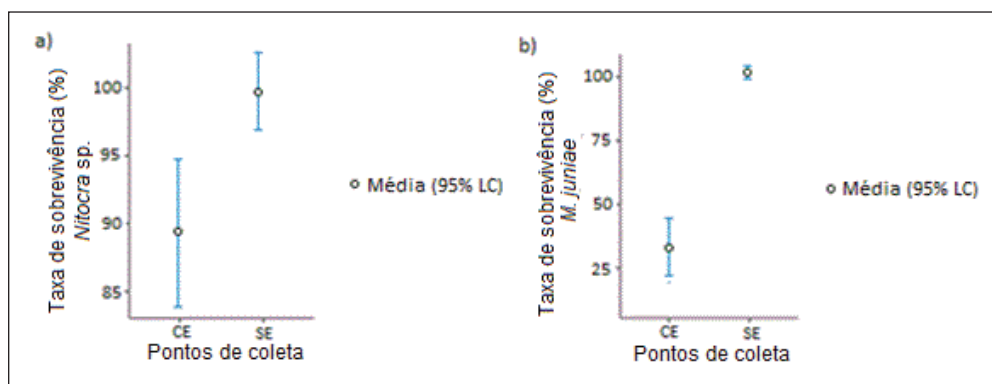 a)
Taxa de sobrevivência (%)
Nitocra sp.
100
95
90
85
CE
SE
Pontos de coleta
Média (95% LC)
b)
Taxa de sobrevivência (%)
M. juniae
100
75
50
25
CE
SE
Pontos de coleta
Média (95% LC)